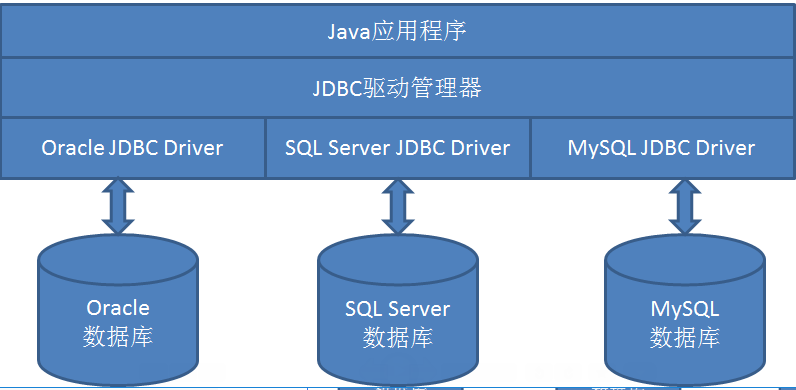 Java应用程序
JDBC驱动管理器
Oracle JDBC Driver
SQL Server JDBC Driver
MySQL JDBC Driver
Oracle
数据库
SQL Server
数据库
MySQL
数据库